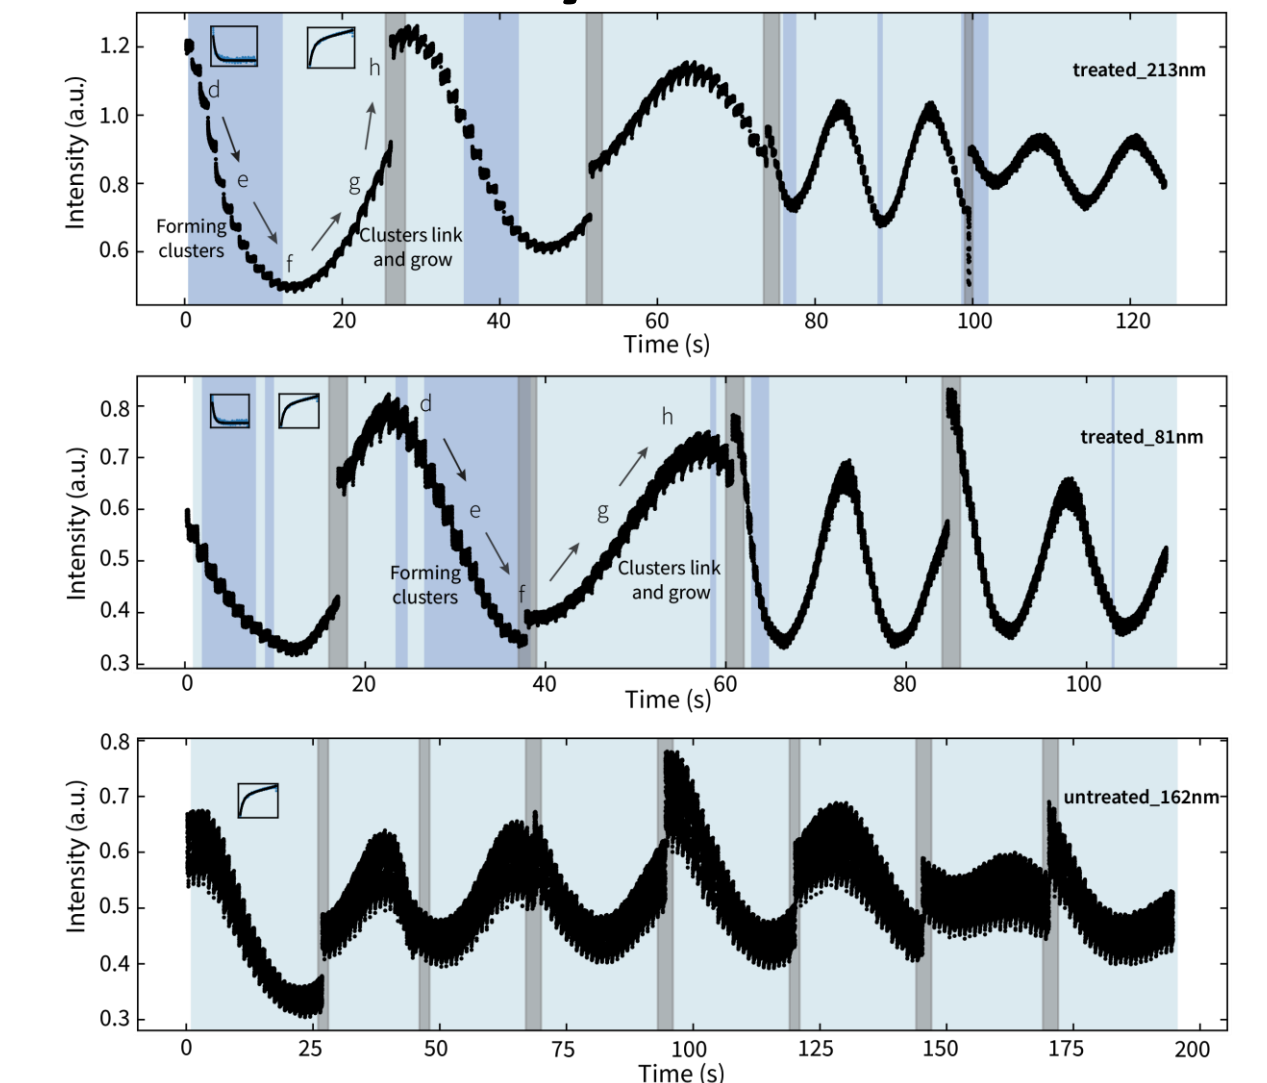 1.2
1.0
0.8
0.6
Intensity (a.u.)
d
e
f
g
h
Forming
clusters
Clusters link
and grow
treated_213nm
0 20 40 60 80 100 120
Time (s)
0.8
0.7
0.6
0.5
0.4
0.3
Intensity (a.u.)
d
e
f
g
h
Forming
clusters
Clusters link
and grow
treated_81nm
0 20 40 60 80 100
Time (s)
0.8
0.7
0.6
0.5
0.4
0.3
Intensity (a.u.)
untreated_162nm
0 25 50 75 100 125 150 175 200
Time (s)